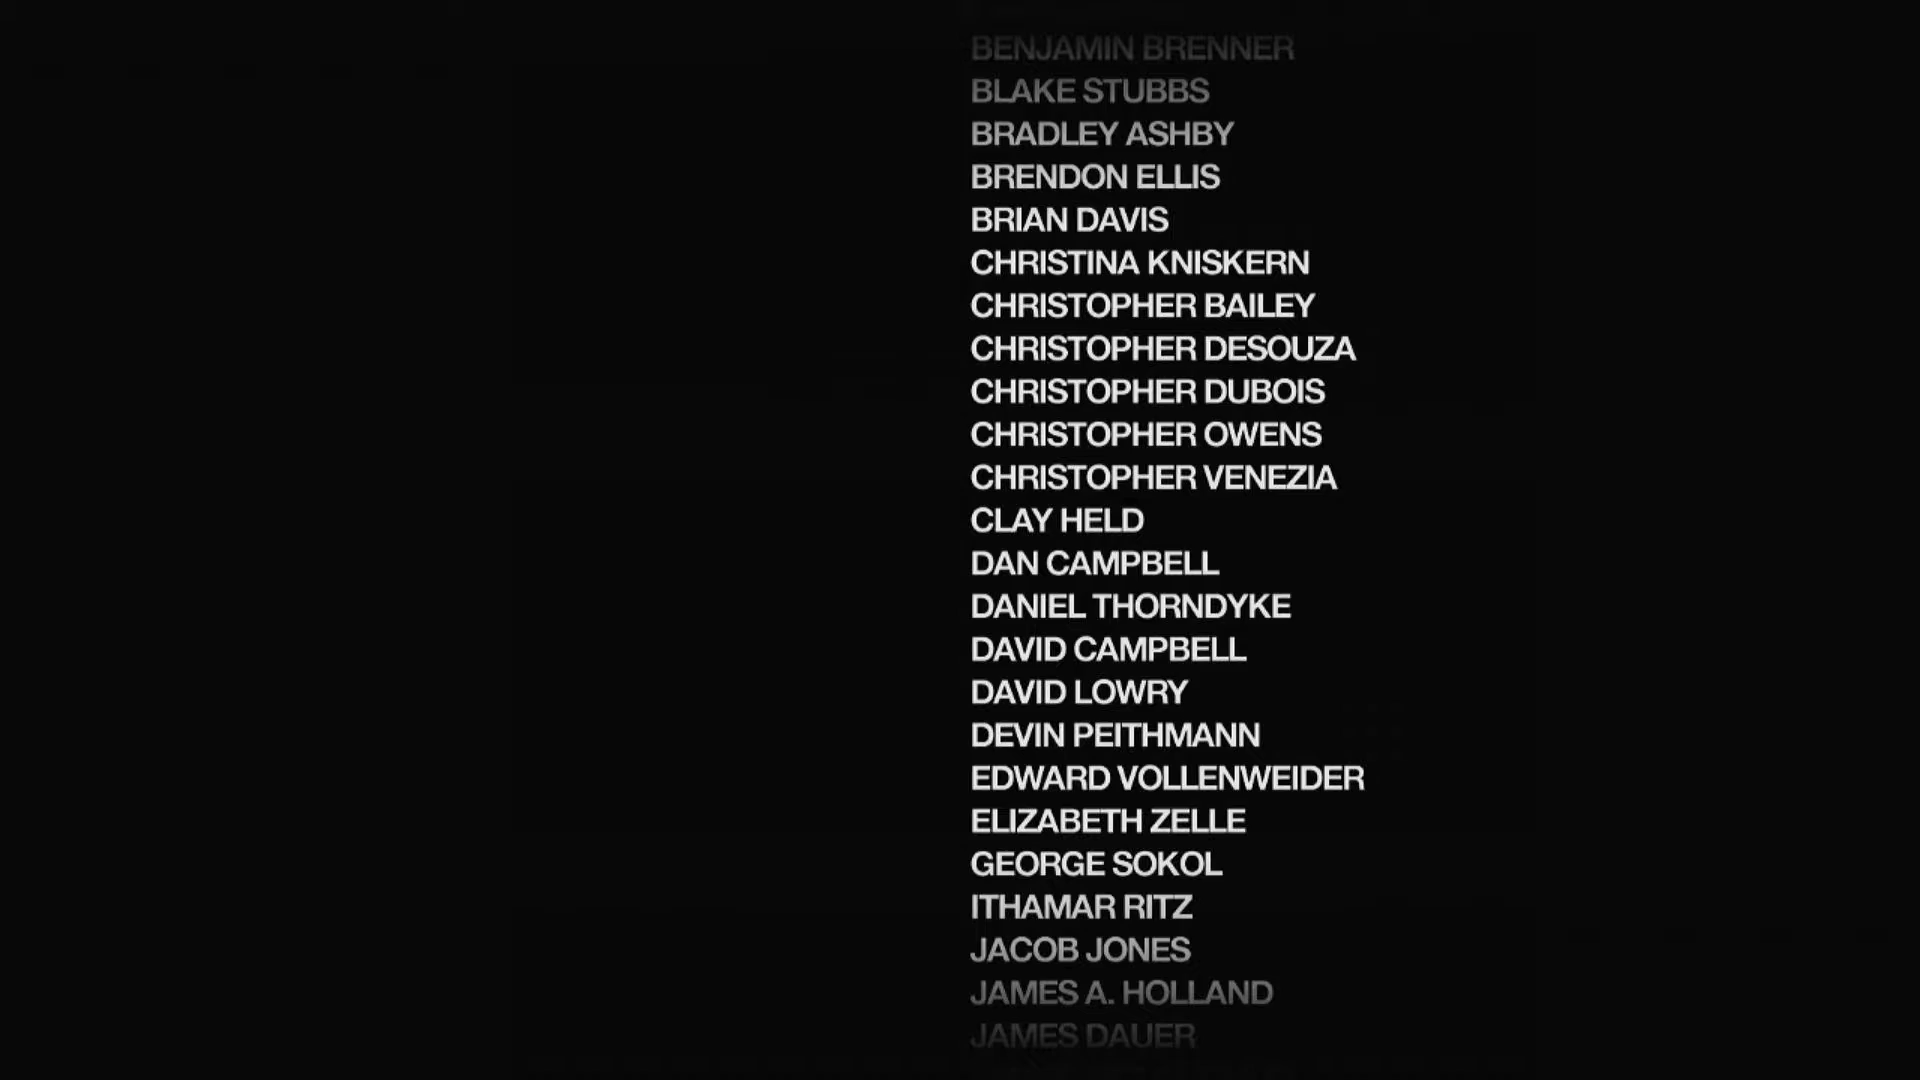 BENJAMIN BRENNER
BLAKE STUBBS
BRADLEY ASHBY
BRENDON ELLIS
BRIAN DAVIS
CHRISTINA KNISKERN
CHRISTOPHER BAILEY
CHRISTOPHER DESOUZA
CHRISTOPHER DUBOIS
CHRISTOPHER OWENS
CHRISTOPHER VENEZIA
CLAY HELD
DAN CAMPBELL
DANIEL THORNDYKE
DAVID CAMPBELL
DAVID LOWRY
DEVIN PEITHMANN
EDWARD VOLLENWEIDER
ELIZABETH ZELLE
GEORGE SOKOL
ITHAMAR RITZ
JACOB JONES
JAMES A. HOLLAND
JAMES DAUER